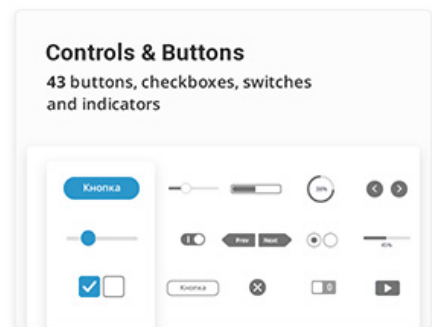 Controls & Buttons
43 buttons, checkboxes, switches
and indicators
Кнопка
Prev Next
Кнопка